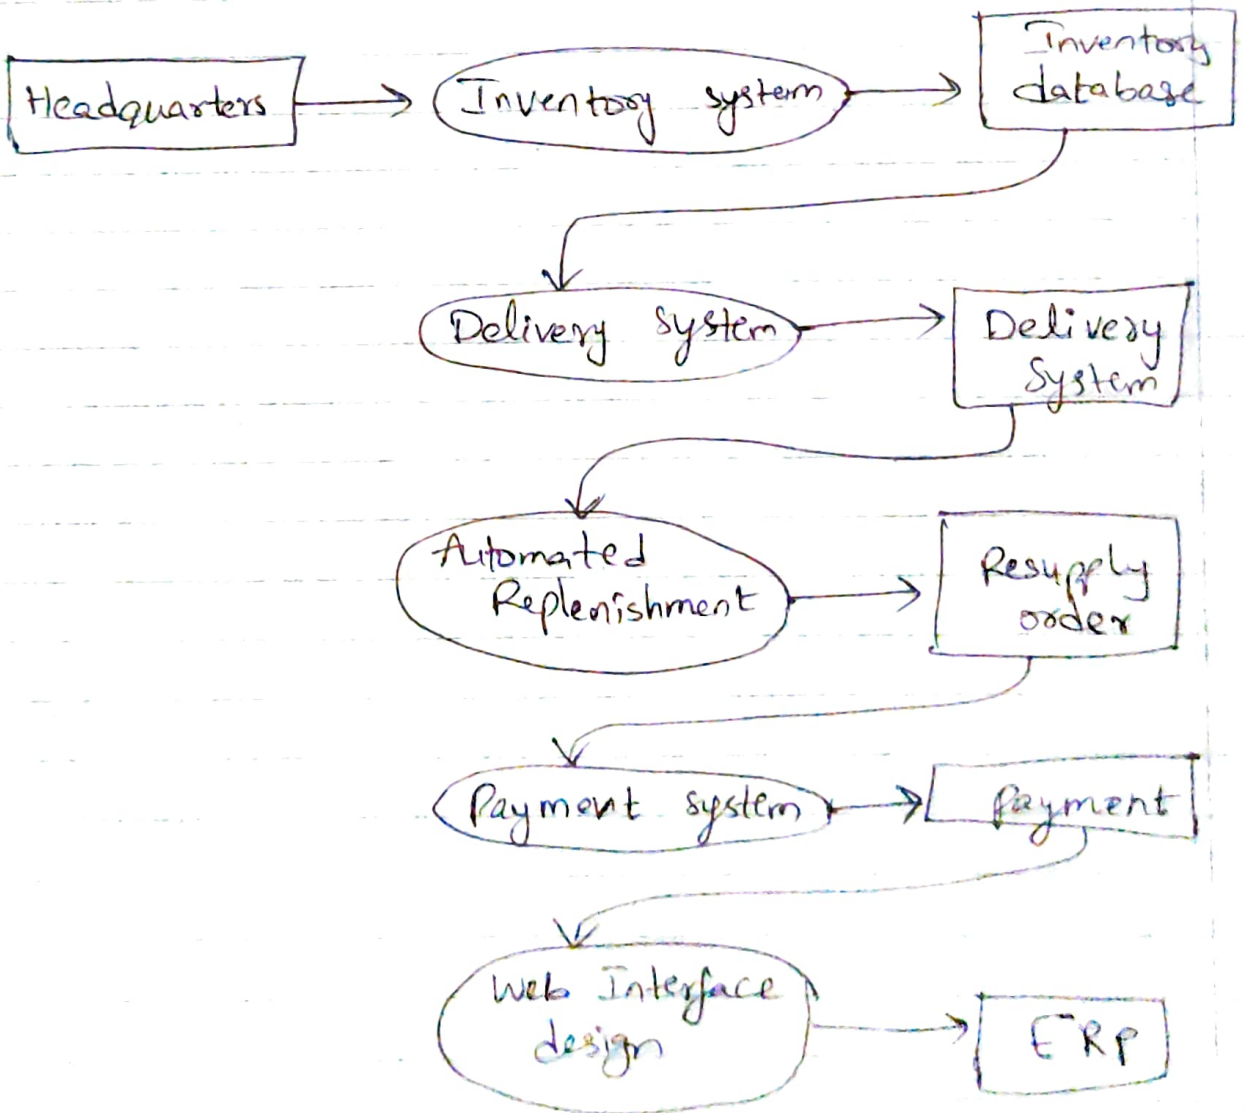 Headquarters
Inventory system
Inventory
database
Delivery system
Delivery
System
Automated
Replenishment
Resupply
order
Payment system
Payment
Web Interface
design
ERP